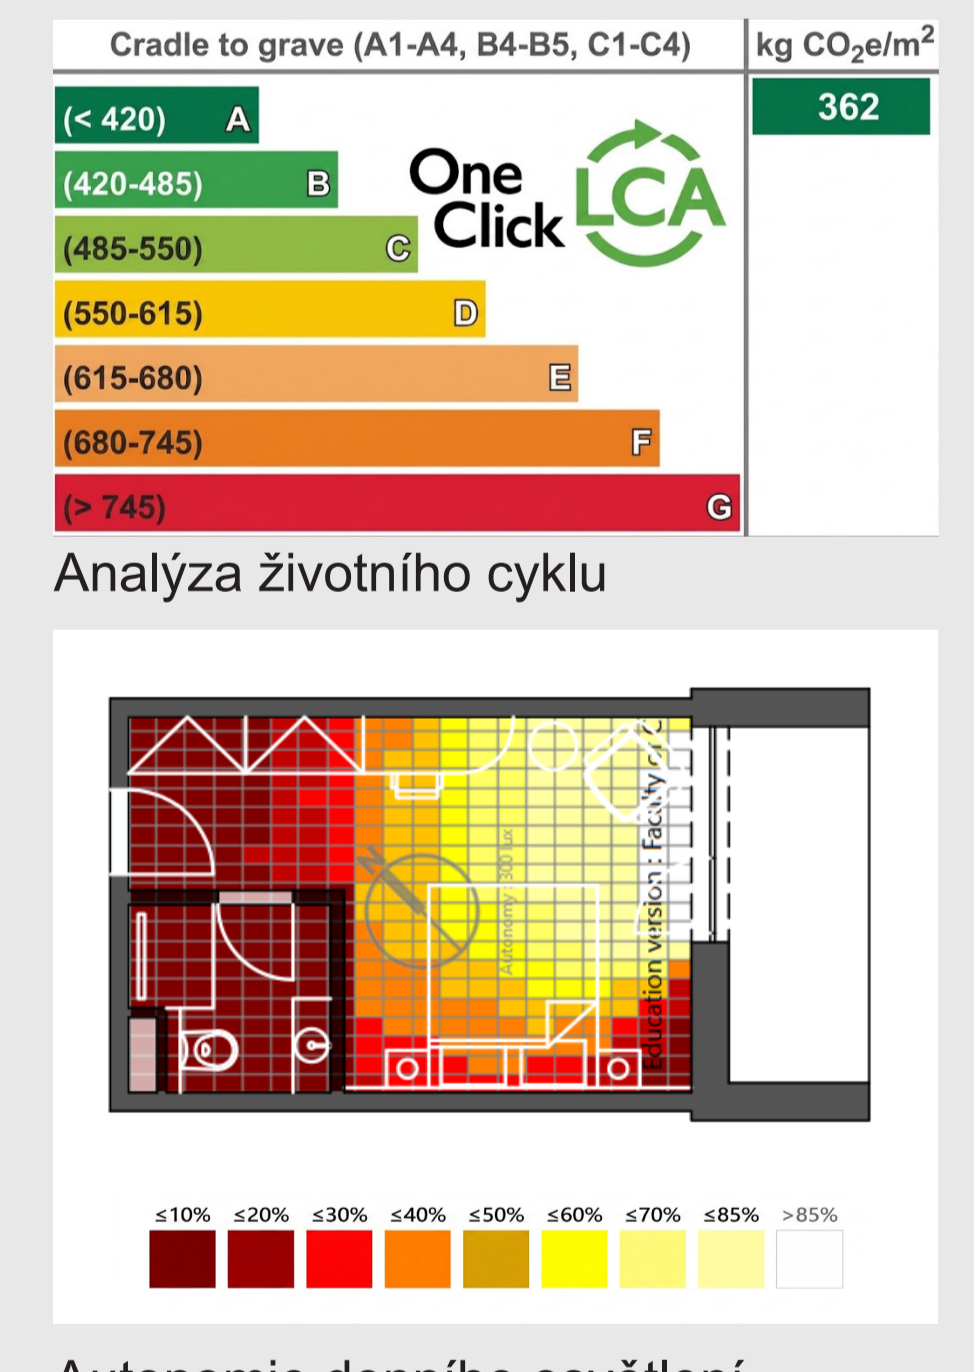 Cradle to grave (A1-A4, B4-B5, C1-C4)
kg CO₂e/m²
(< 420) A
362
(420-485) B
(485-550) C
(550-615) D
(615-680) E
(680-745) F
(> 745) G
One
Click
LCA
Analýza životního cyklu
N
Autonomy : 300 lux
Education version : Faculty of C
≤10% ≤20% ≤30% ≤40% ≤50% ≤60% ≤70% ≤85% >85%